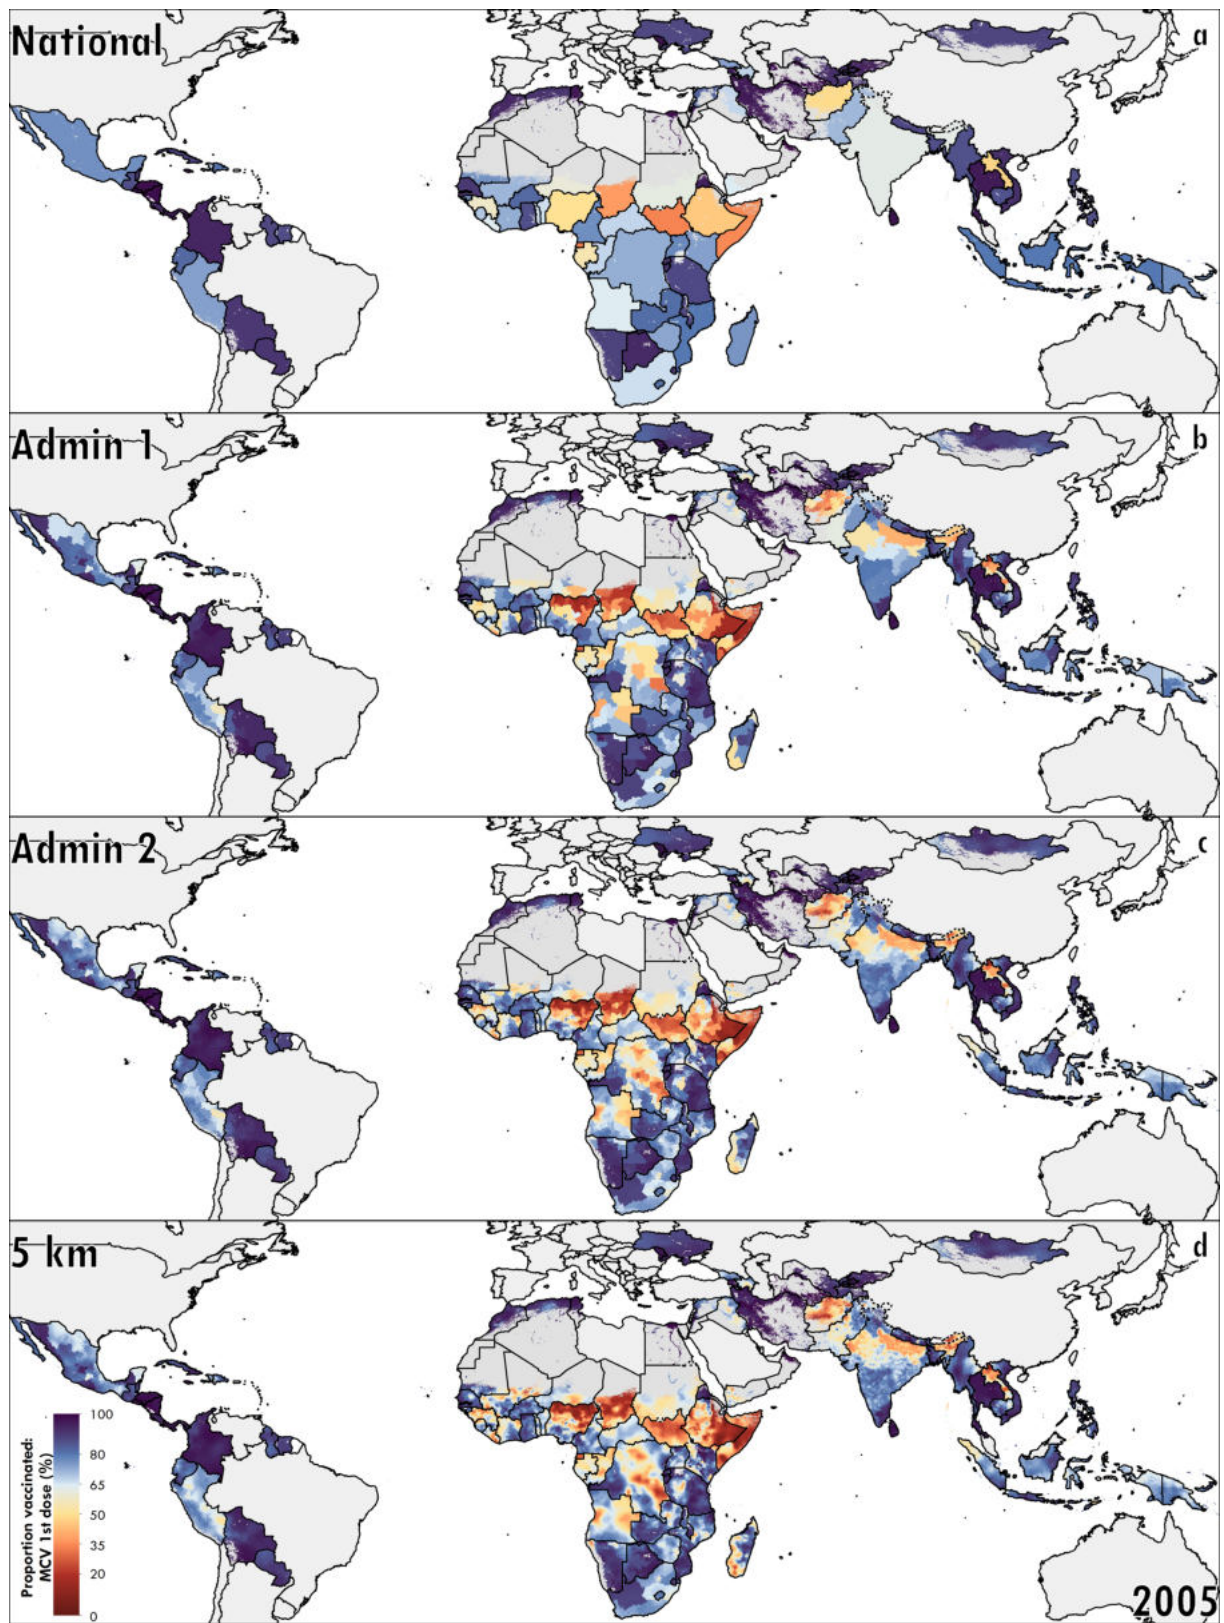 National
a
Admin 1
b
Admin 2
c
5 km
d
Proportion vaccinated:
MCV 1st dose (%)
100
80
65
50
35
20
0
2005